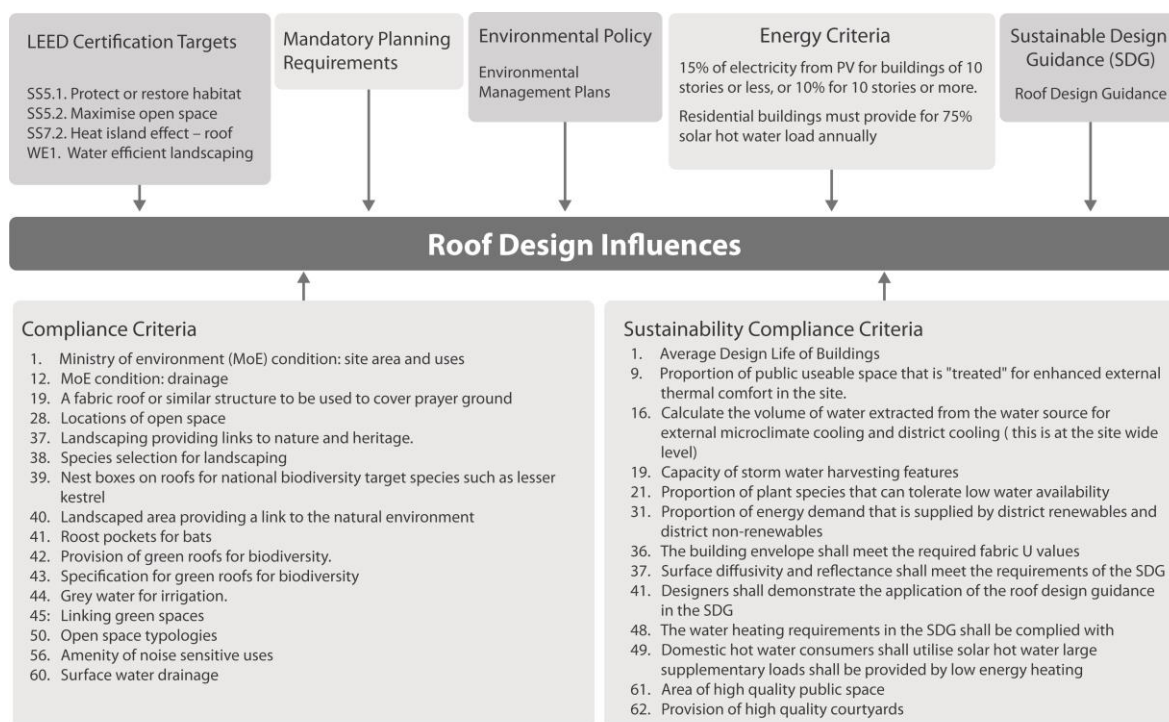 LEED Certification Targets
SS5.1. Protect or restore habitat
SS5.2. Maximise open space
SS7.2. Heat island effect – roof
WE1. Water efficient landscaping
Mandatory Planning
Requirements
Environmental Policy
Environmental
Management Plans
Energy Criteria
15% of electricity from PV for buildings of 10
stories or less, or 10% for 10 stories or more.
Residential buildings must provide for 75%
solar hot water load annually
Sustainable Design
Guidance (SDG)
Roof Design Guidance
Roof Design Influences
Compliance Criteria
1. Ministry of environment (MoE) condition: site area and uses
12. MoE condition: drainage
19. A fabric roof or similar structure to be used to cover prayer ground
28. Locations of open space
37. Landscaping providing links to nature and heritage.
38. Species selection for landscaping
39. Nest boxes on roofs for national biodiversity target species such as lesser
kestrel
40. Landscaped area providing a link to the natural environment
41. Roost pockets for bats
42. Provision of green roofs for biodiversity.
43. Specification for green roofs for biodiversity
44. Grey water for irrigation.
45: Linking green spaces
50. Open space typologies
56. Amenity of noise sensitive uses
60. Surface water drainage
Sustainability Compliance Criteria
1. Average Design Life of Buildings
9. Proportion of public useable space that is "treated" for enhanced external
thermal comfort in the site.
16. Calculate the volume of water extracted from the water source for
external microclimate cooling and district cooling ( this is at the site wide
level)
19. Capacity of storm water harvesting features
21. Proportion of plant species that can tolerate low water availability
31. Proportion of energy demand that is supplied by district renewables and
district non-renewables
36. The building envelope shall meet the required fabric U values
37. Surface diffusivity and reflectance shall meet the requirements of the SDG
41. Designers shall demonstrate the application of the roof design guidance
in the SDG
48. The water heating requirements in the SDG shall be complied with
49. Domestic hot water consumers shall utilise solar hot water large
supplementary loads shall be provided by low energy heating
61. Area of high quality public space
62. Provision of high quality courtyards